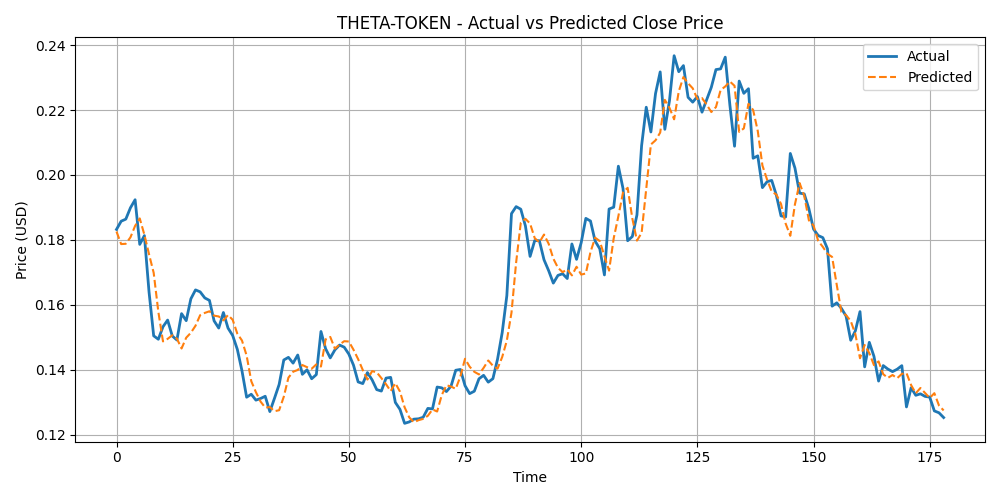 THETA-TOKEN - Actual vs Predicted Close Price
Actual
Predicted
Price (USD)
0.24
0.22
0.20
0.18
0.16
0.14
0.12
0 25 50 75 100 125 150 175
Time